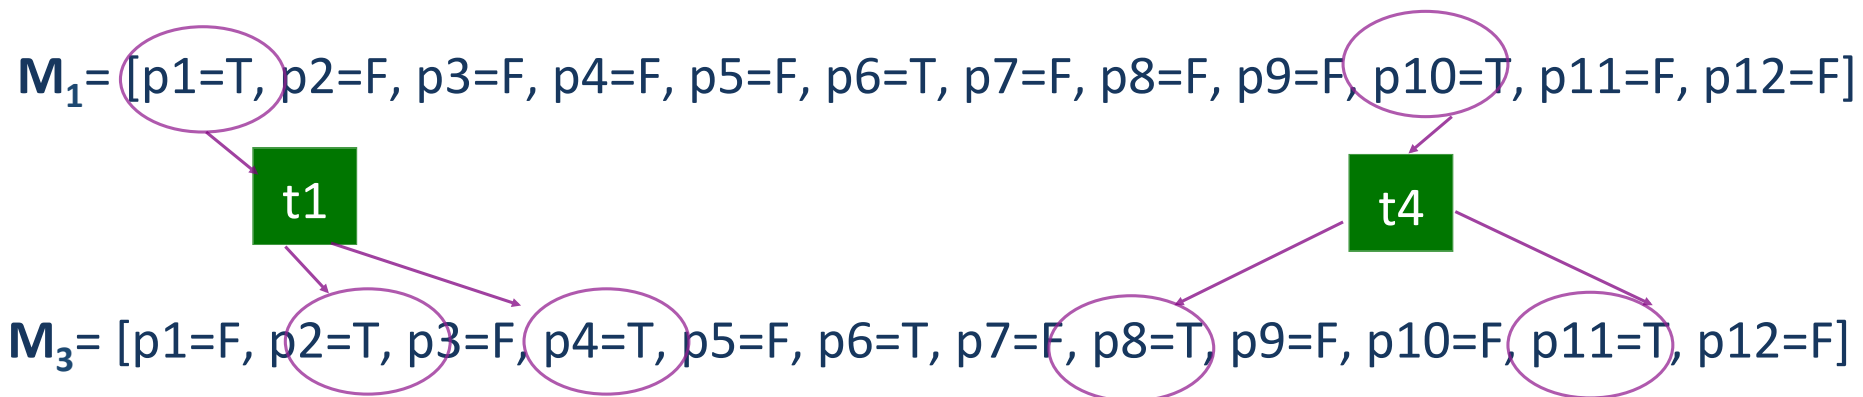 M1= [p1=T, p2=F, p3=F, p4=F, p5=F, p6=T, p7=F, p8=F, p9=F, p10=T, p11=F, p12=F]
t1
t4
M3= [p1=F, p2=T, p3=F, p4=T, p5=F, p6=T, p7=F, p8=T, p9=F, p10=F, p11=T, p12=F]